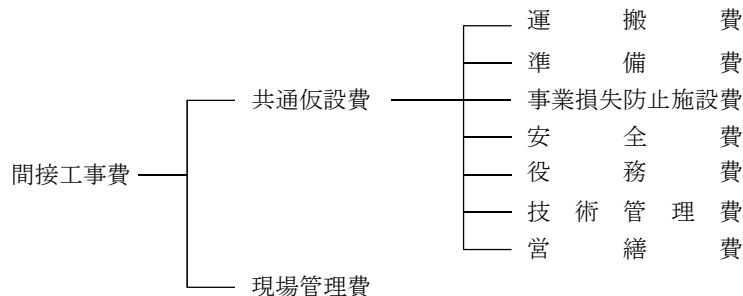 運搬費
準備費
共通仮設費
事業損失防止施設費
安全費
役務費
間接工事費
技術管理費
営繕費
現場管理費